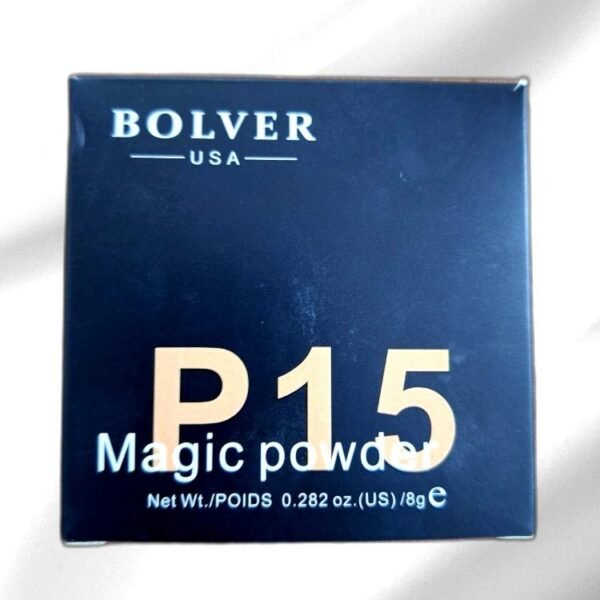 BOLVER
USA
P15
Magic powder
Net Wt./POIDS 0.282 oz.(US) /8g e